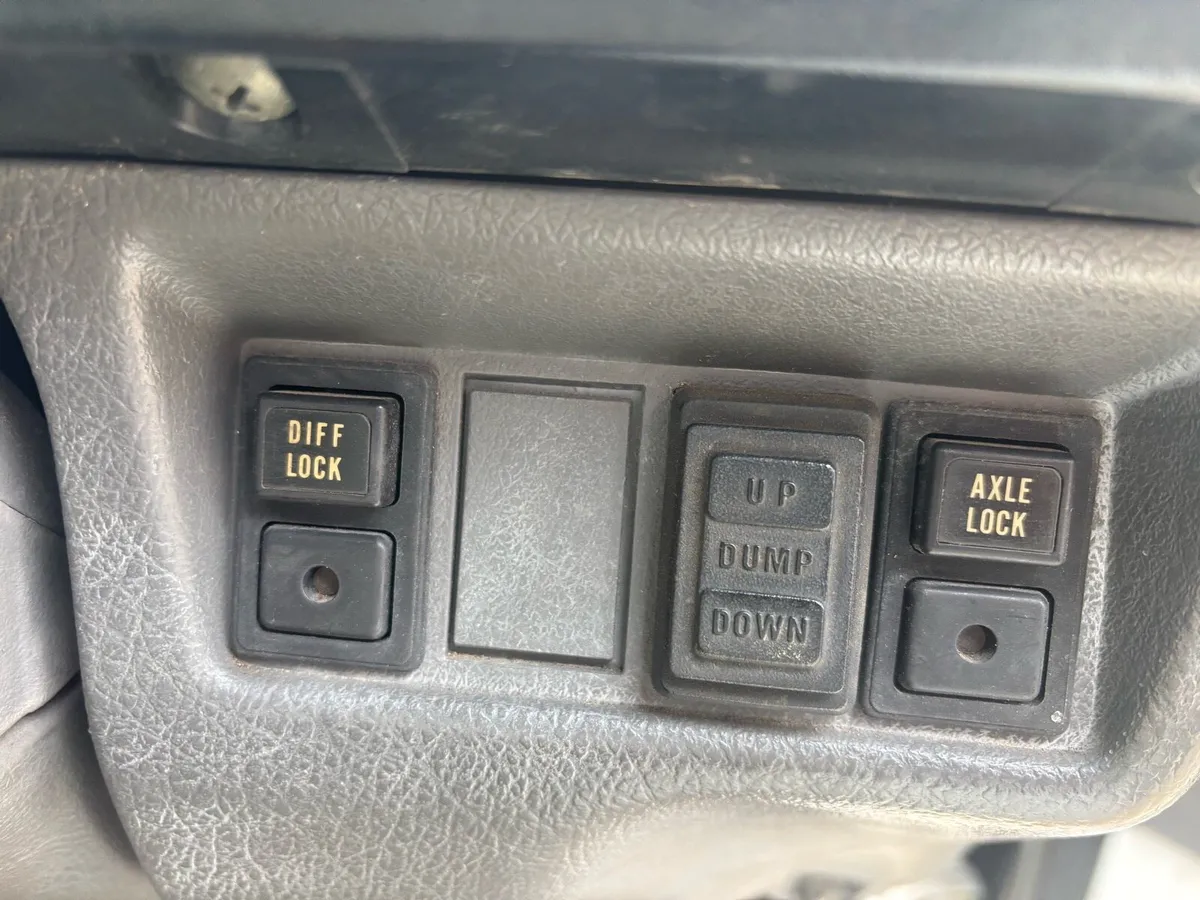 DIFF
LOCK
UP
DUMP
DOWN
AXLE
LOCK